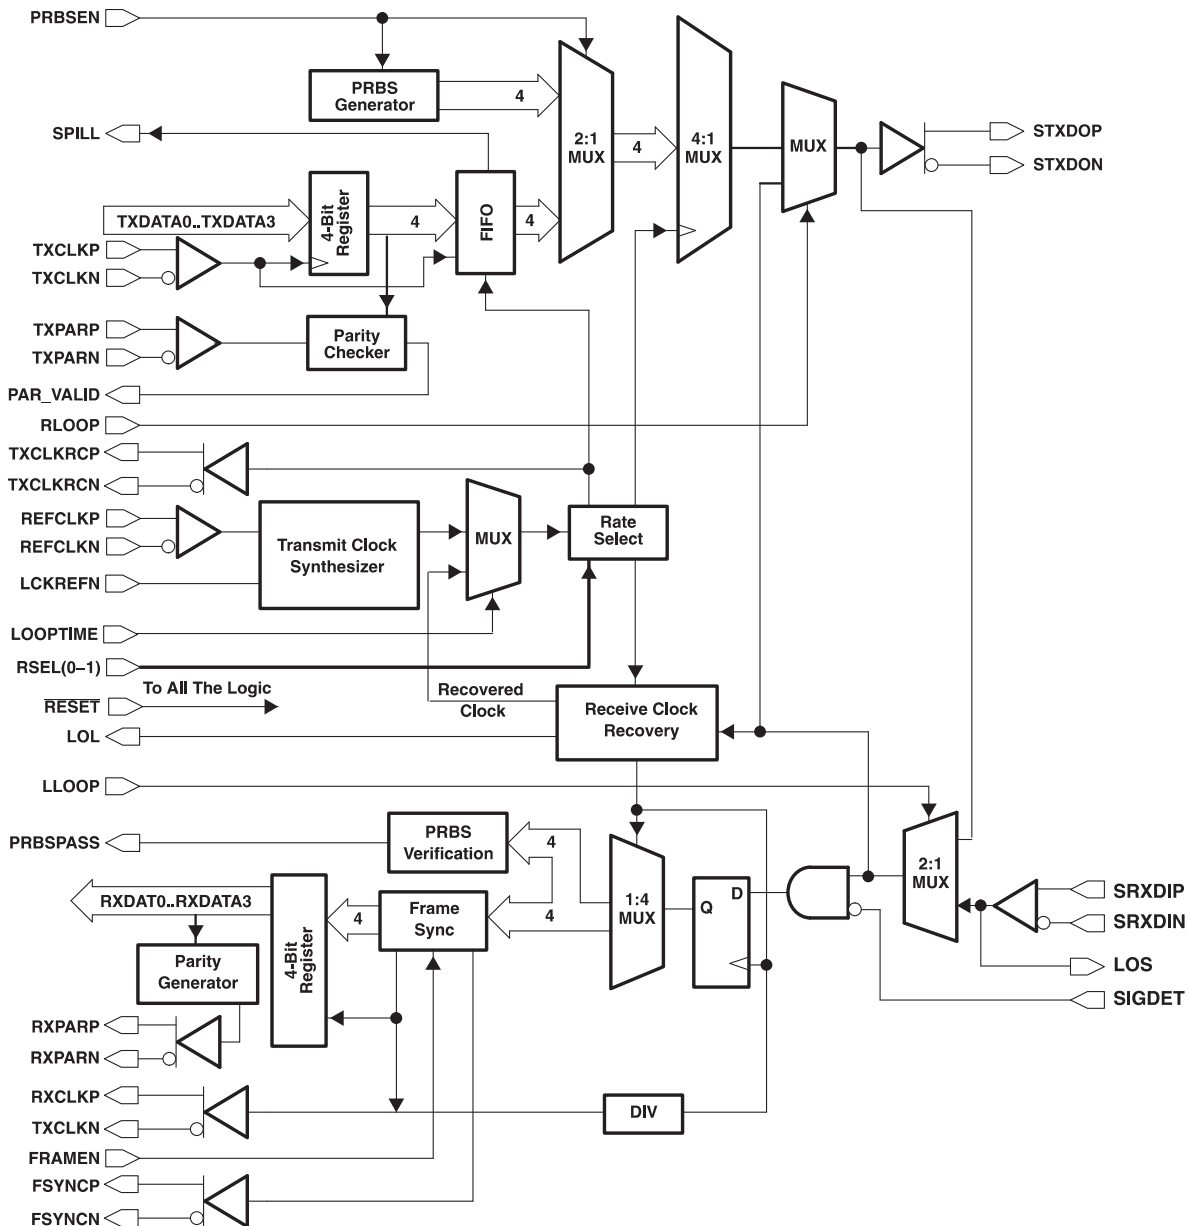 PRBSEN
PRBS
Generator
4
2:1
MUX
4
4:1
MUX
MUX
STXDOP
STXDON
SPILL
TXDATA0..TXDATA3
4-Bit
Register
4
FIFO
4
TXCLKP
TXCLKN
TXPARP
TXPARN
Parity
Checker
PAR_VALID
RLOOP
TXCLKRCP
TXCLKRCN
REFCLKP
REFCLKN
LCKREFN
Transmit Clock
Synthesizer
MUX
Rate
Select
LOOPTIME
RSEL(0–1)
RESET
To All The Logic
Recovered
Clock
Receive Clock
Recovery
LOL
LLOOP
PRBSPASS
PRBS
Verification
4
4
1:4
MUX
Q
D
2:1
MUX
SRXDIP
SRXDIN
LOS
SIGDET
RXDAT0..RXDATA3
4-Bit
Register
4
Frame
Sync
Parity
Generator
RXPARP
RXPARN
RXCLKP
TXCLKN
DIV
FRAMEN
FSYNCP
FSYNCN